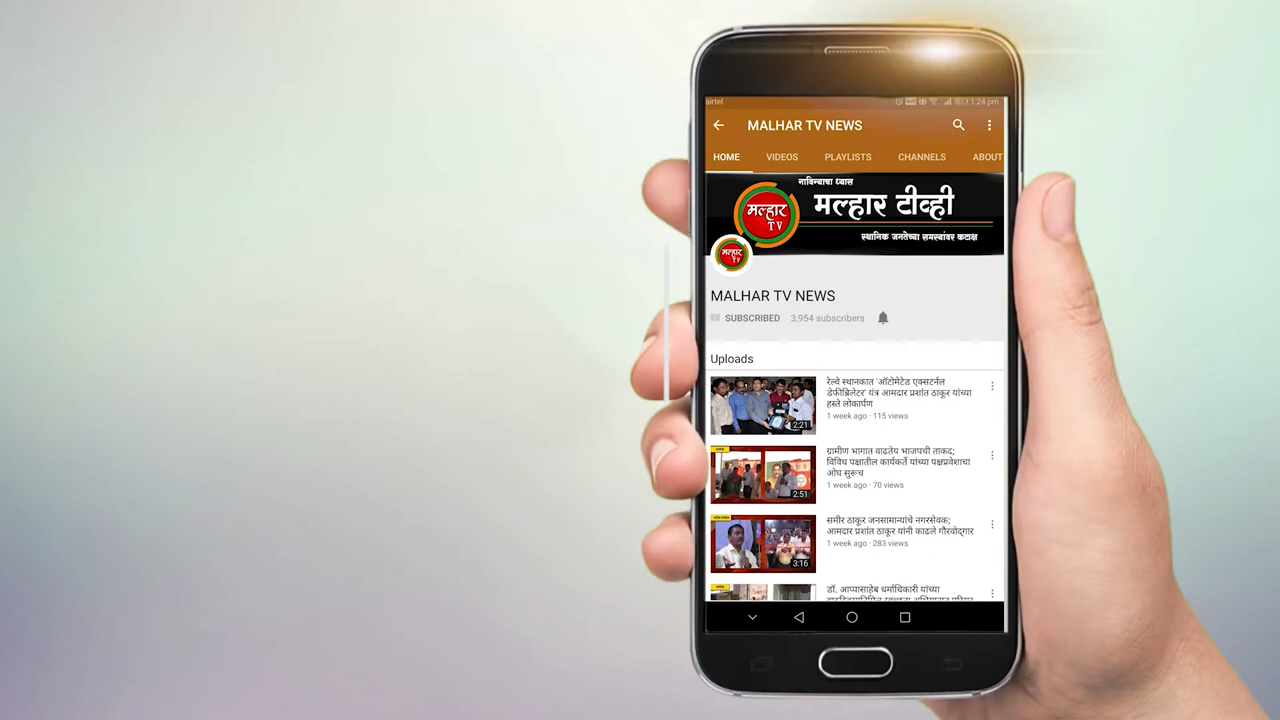 airtel
1:24 pm
MALHAR TV NEWS
HOME VIDEOS PLAYLISTS CHANNELS ABOUT
नाविन्याचा ध्यास
मल्हार टीव्ही
मल्हार
TV
स्थानिक जनतेच्या समस्यांवर कटाक्ष
मल्हार
TV
MALHAR TV NEWS
SUBSCRIBED 3,954 subscribers
Uploads
रेल्वे स्थानकात 'ऑटोमेटेड एक्सटर्नल
डेफीब्रिलेटर' यंत्र आमदार प्रशांत ठाकूर यांच्या
हस्ते लोकार्पण
1 week ago · 115 views
2:21
ग्रामीण भागात वाढतेय भाजपची ताकद;
विविध पक्षातील कार्यकर्ते यांच्या पक्षप्रवेशाचा
ओघ सुरूच
1 week ago · 70 views
2:51
समीर ठाकूर जनसामान्यांचे नगरसेवक;
आमदार प्रशांत ठाकूर यांनी काढले गौरवोद्गार
1 week ago · 283 views
3:16
डॉ. आप्पासाहेब धर्माधिकारी यांच्या